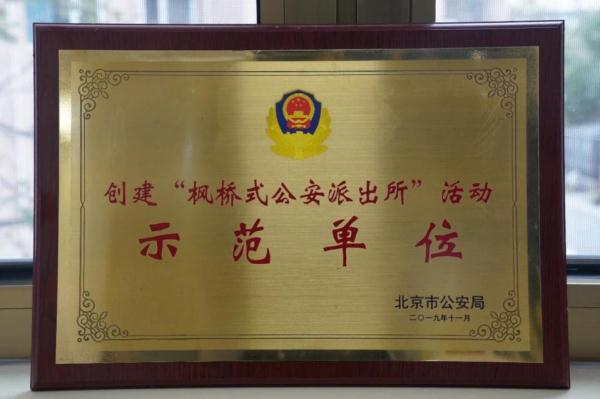 创建“枫桥式公安派出所”活动
示范单位
北京市公安局
二〇一九年十一月